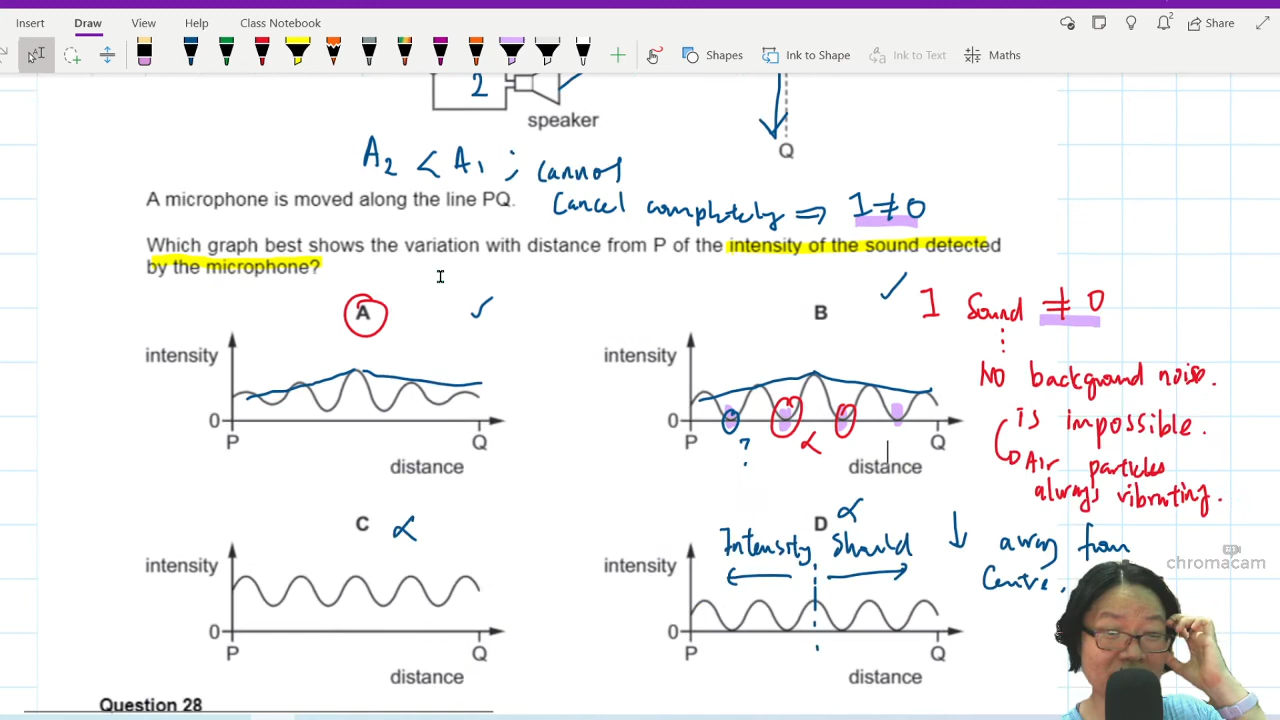 Insert Draw View Help Class Notebook
Share
Shapes Ink to Shape Ink to Text Maths
2
speaker
Q
A2 < A1 ; cannot
cancel completely ⇒ I ≠ 0
A microphone is moved along the line PQ.
Which graph best shows the variation with distance from P of the intensity of the sound detected
by the microphone?
A ✓
B ✓
I sound ≠ 0
No background noise.
is impossible.
Air particles
always vibrating.
intensity
0
P
Q
distance
intensity
0
P
Q
?
distance
C
D
Intensity should ↓ away from
centre.
intensity
0
P
Q
distance
intensity
0
P
Q
distance
chromacam
Question 28